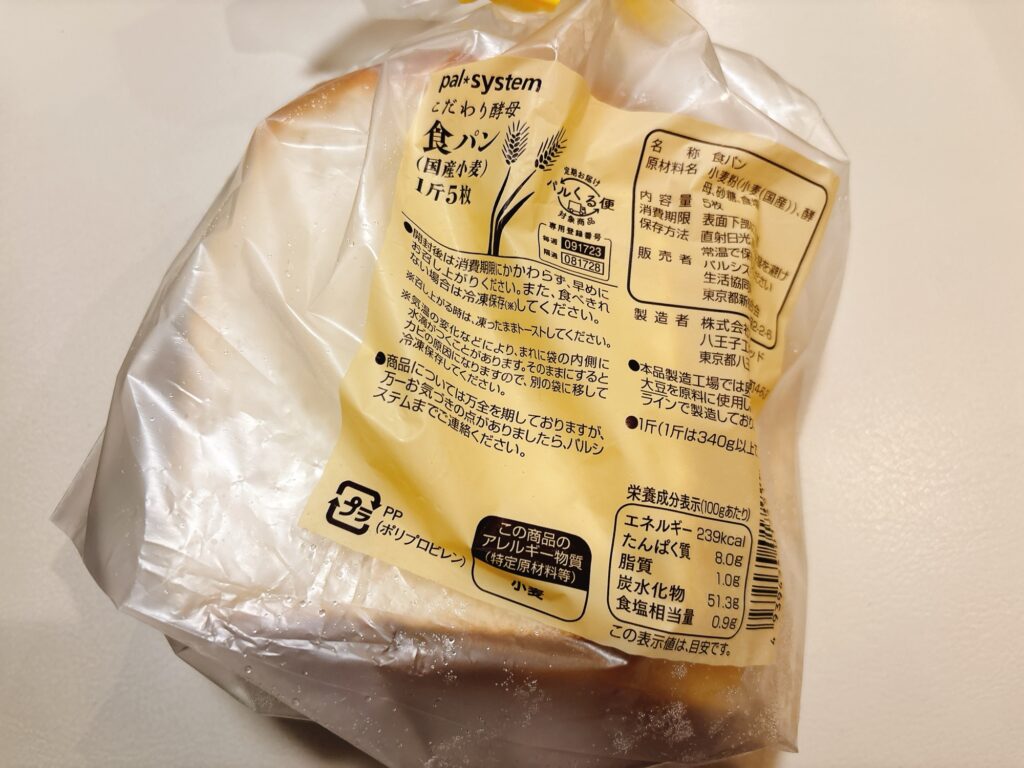 pal*system
こだわり酵母
食パン
(国産小麦)
1斤5枚
定期お届け
パルくる便
対象商品
専用登録番号
毎週 091723
隔週 081728
●開封後は消費期限にかかわらず、早めに
お召し上がりください。また、食べきれ
ない場合は冷凍保存(※)してください。
※召し上がる時は、凍ったままトーストしてください。
※気温の変化などにより、まれに袋の内側に
水滴がつくことがあります。そのままにすると
カビの原因になりますので、別の袋に移して
冷凍保存してください。
●商品については万全を期しておりますが、
万一お気づきの点がありましたら、パルシ
ステムまでご連絡ください。
プラ
PP
(ポリプロピレン)
この商品の
アレルギー物質
(特定原材料等)
小麦
名称 食パン
原材料名 小麦粉(小麦(国産))、酵
母、砂糖、食塩
内容量 5枚
消費期限 表面下部
保存方法 直射日光
常温で保
販売者 パルシス
生活協同
東京都新
製造者 株式会
八王子
東京都八
●本品製造工場では
大豆を原料に使用し
ラインで製造してお
●1斤(1斤は340g以上
栄養成分表示(100gあたり)
エネルギー 239kcal
たんぱく質 8.0g
脂質 1.0g
炭水化物 51.3g
食塩相当量 0.9g
この表示値は、目安です。